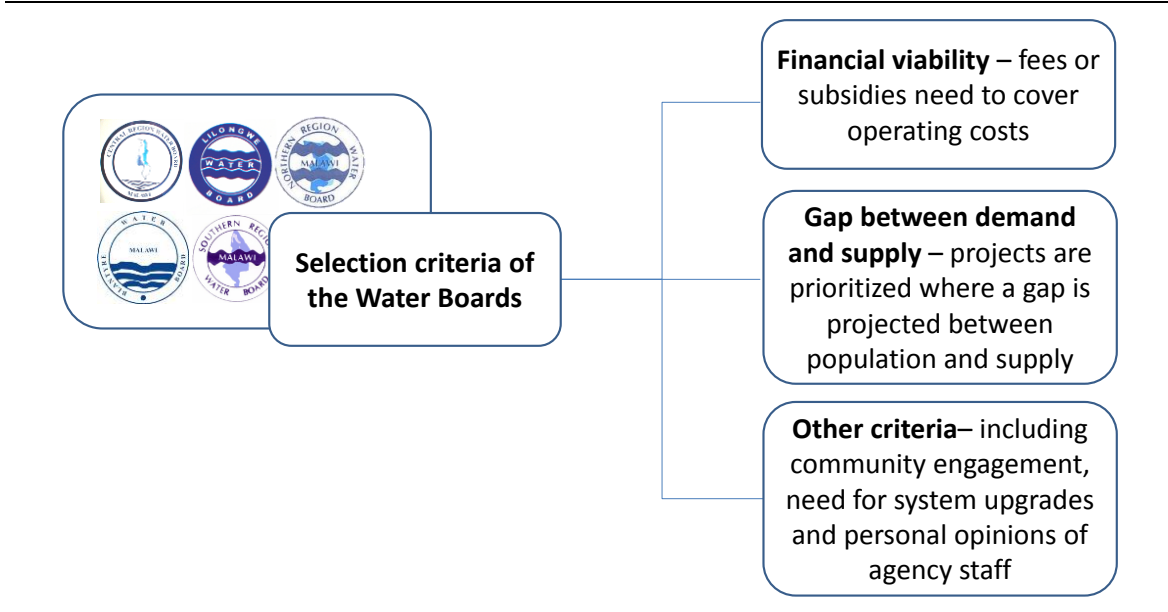 CENTRAL REGION WATER BOARD
MALAWI
LILONGWE
WATER
BOARD
NORTHERN REGION WATER
MALAWI
BOARD
WATER
MALAWI
BLANTYRE BOARD
SOUTHERN REGION
MALAWI
WATER BOARD
Selection criteria of
the Water Boards
Financial viability – fees or
subsidies need to cover
operating costs
Gap between demand
and supply – projects are
prioritized where a gap is
projected between
population and supply
Other criteria– including
community engagement,
need for system upgrades
and personal opinions of
agency staff